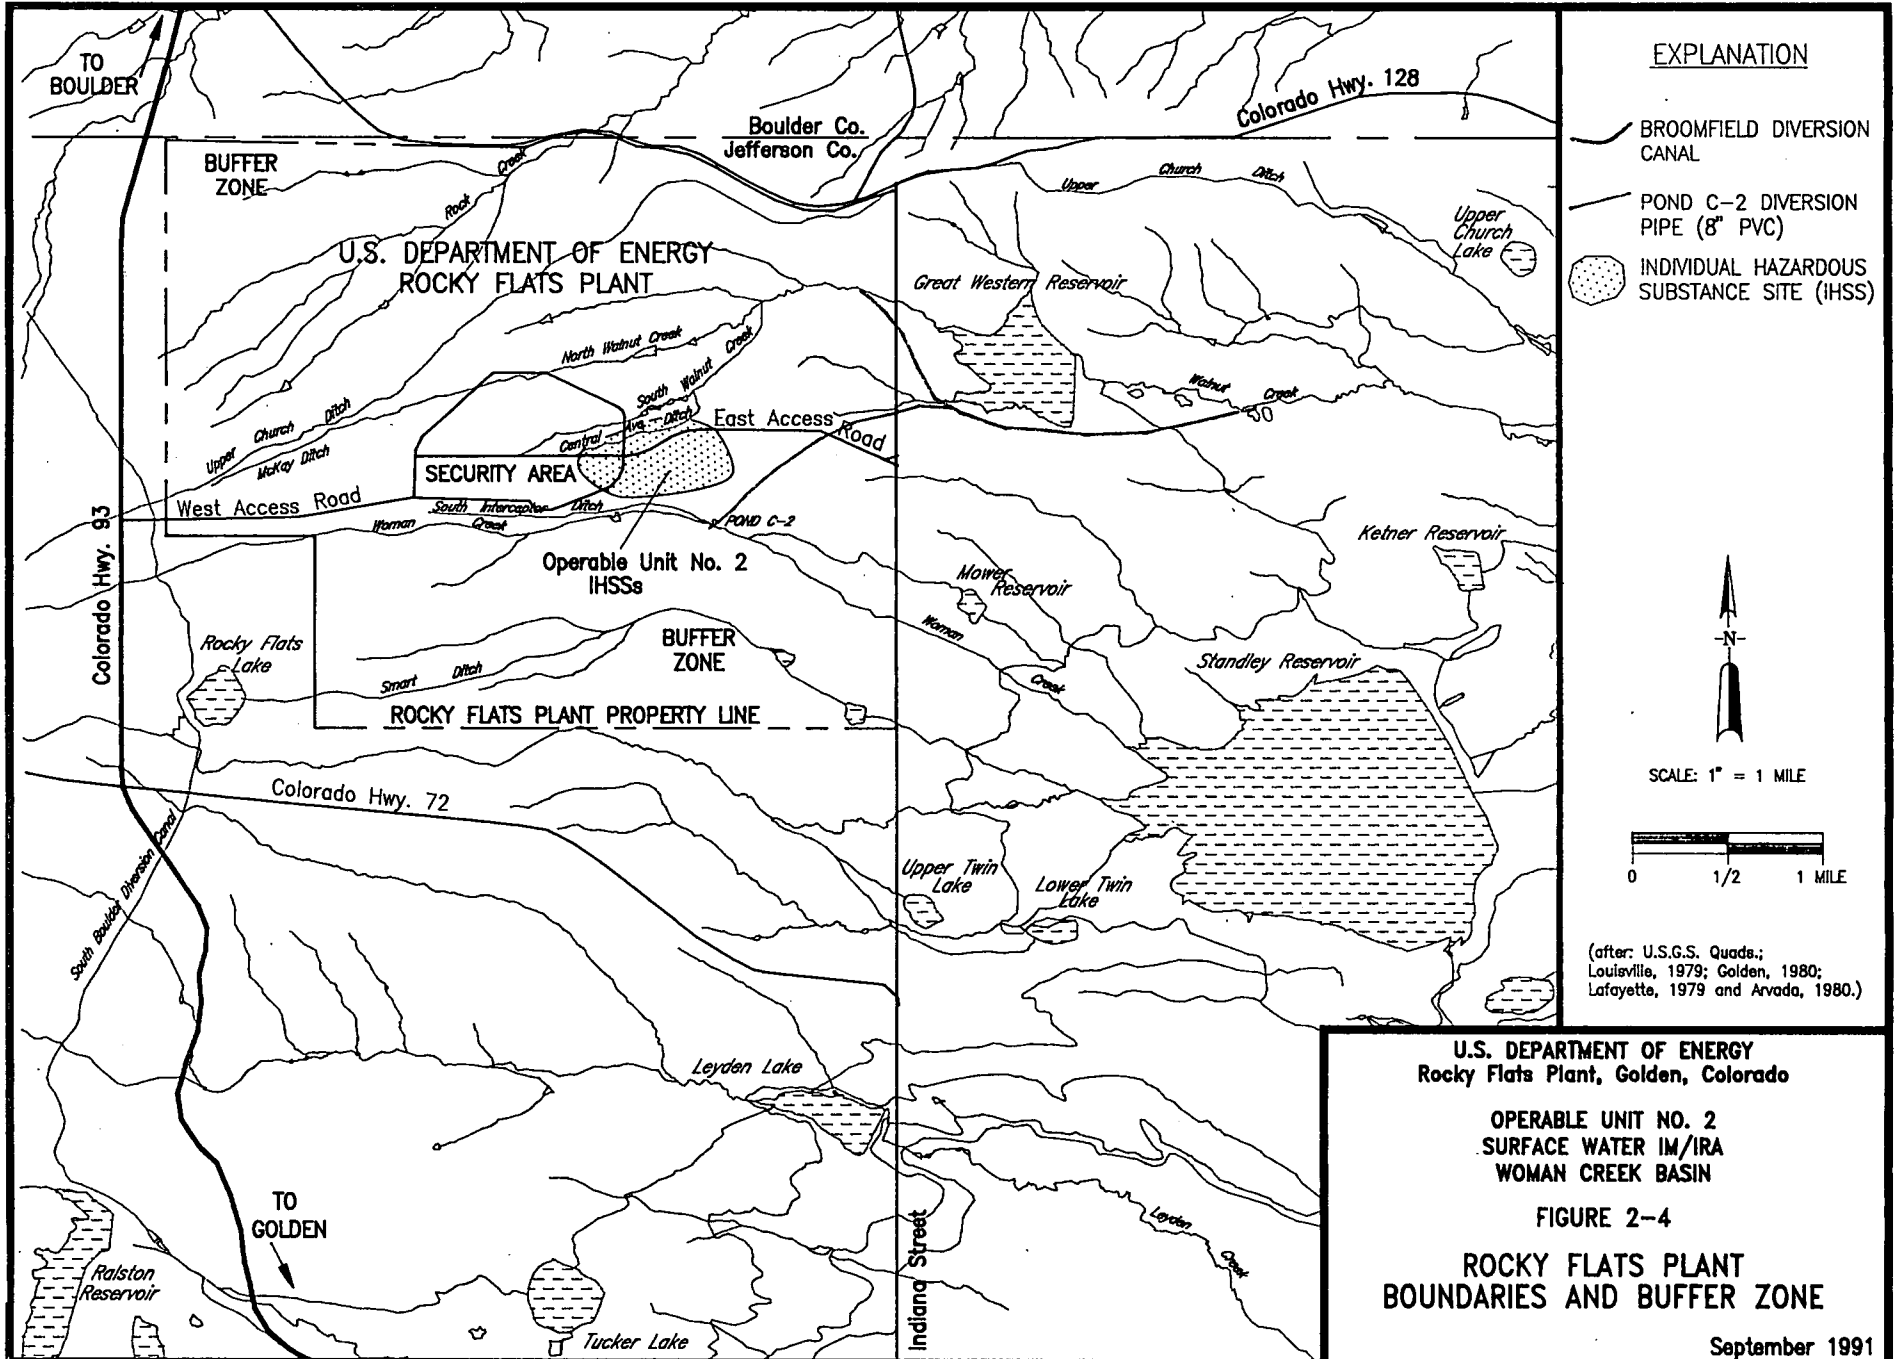 TO
BOULDER
Boulder Co.
Jefferson Co.
Colorado Hwy. 128
BUFFER
ZONE
Rock
Creek
Upper
Church
Ditch
Upper
Church
Lake
U.S. DEPARTMENT OF ENERGY
ROCKY FLATS PLANT
Great Western Reservoir
North Walnut Creek
South Walnut
Creek
Walnut
Creek
Central Ave. Ditch
East Access
Road
Upper
Church
Ditch
McKay Ditch
SECURITY AREA
West Access Road
South Interceptor Ditch
Woman
Creek
POND C-2
Operable Unit No. 2
IHSSs
Ketner Reservoir
Mower
Reservoir
Woman
Creek
Colorado Hwy. 93
Rocky Flats
Lake
BUFFER
ZONE
Smart
Ditch
Standley Reservoir
ROCKY FLATS PLANT PROPERTY LINE
Colorado Hwy. 72
South Boulder Diversion Canal
Upper Twin
Lake
Lower Twin
Lake
Leyden Lake
TO
GOLDEN
Indiana Street
Leyden
Creek
Ralston
Reservoir
Tucker Lake
EXPLANATION
BROOMFIELD DIVERSION
CANAL
POND C-2 DIVERSION
PIPE (8" PVC)
INDIVIDUAL HAZARDOUS
SUBSTANCE SITE (IHSS)
N
SCALE: 1" = 1 MILE
0 1/2 1 MILE
(after: U.S.G.S. Quads.;
Louisville, 1979; Golden, 1980;
Lafayette, 1979 and Arvada, 1980.)
U.S. DEPARTMENT OF ENERGY
Rocky Flats Plant, Golden, Colorado
OPERABLE UNIT NO. 2
SURFACE WATER IM/IRA
WOMAN CREEK BASIN
FIGURE 2-4
ROCKY FLATS PLANT
BOUNDARIES AND BUFFER ZONE
September 1991